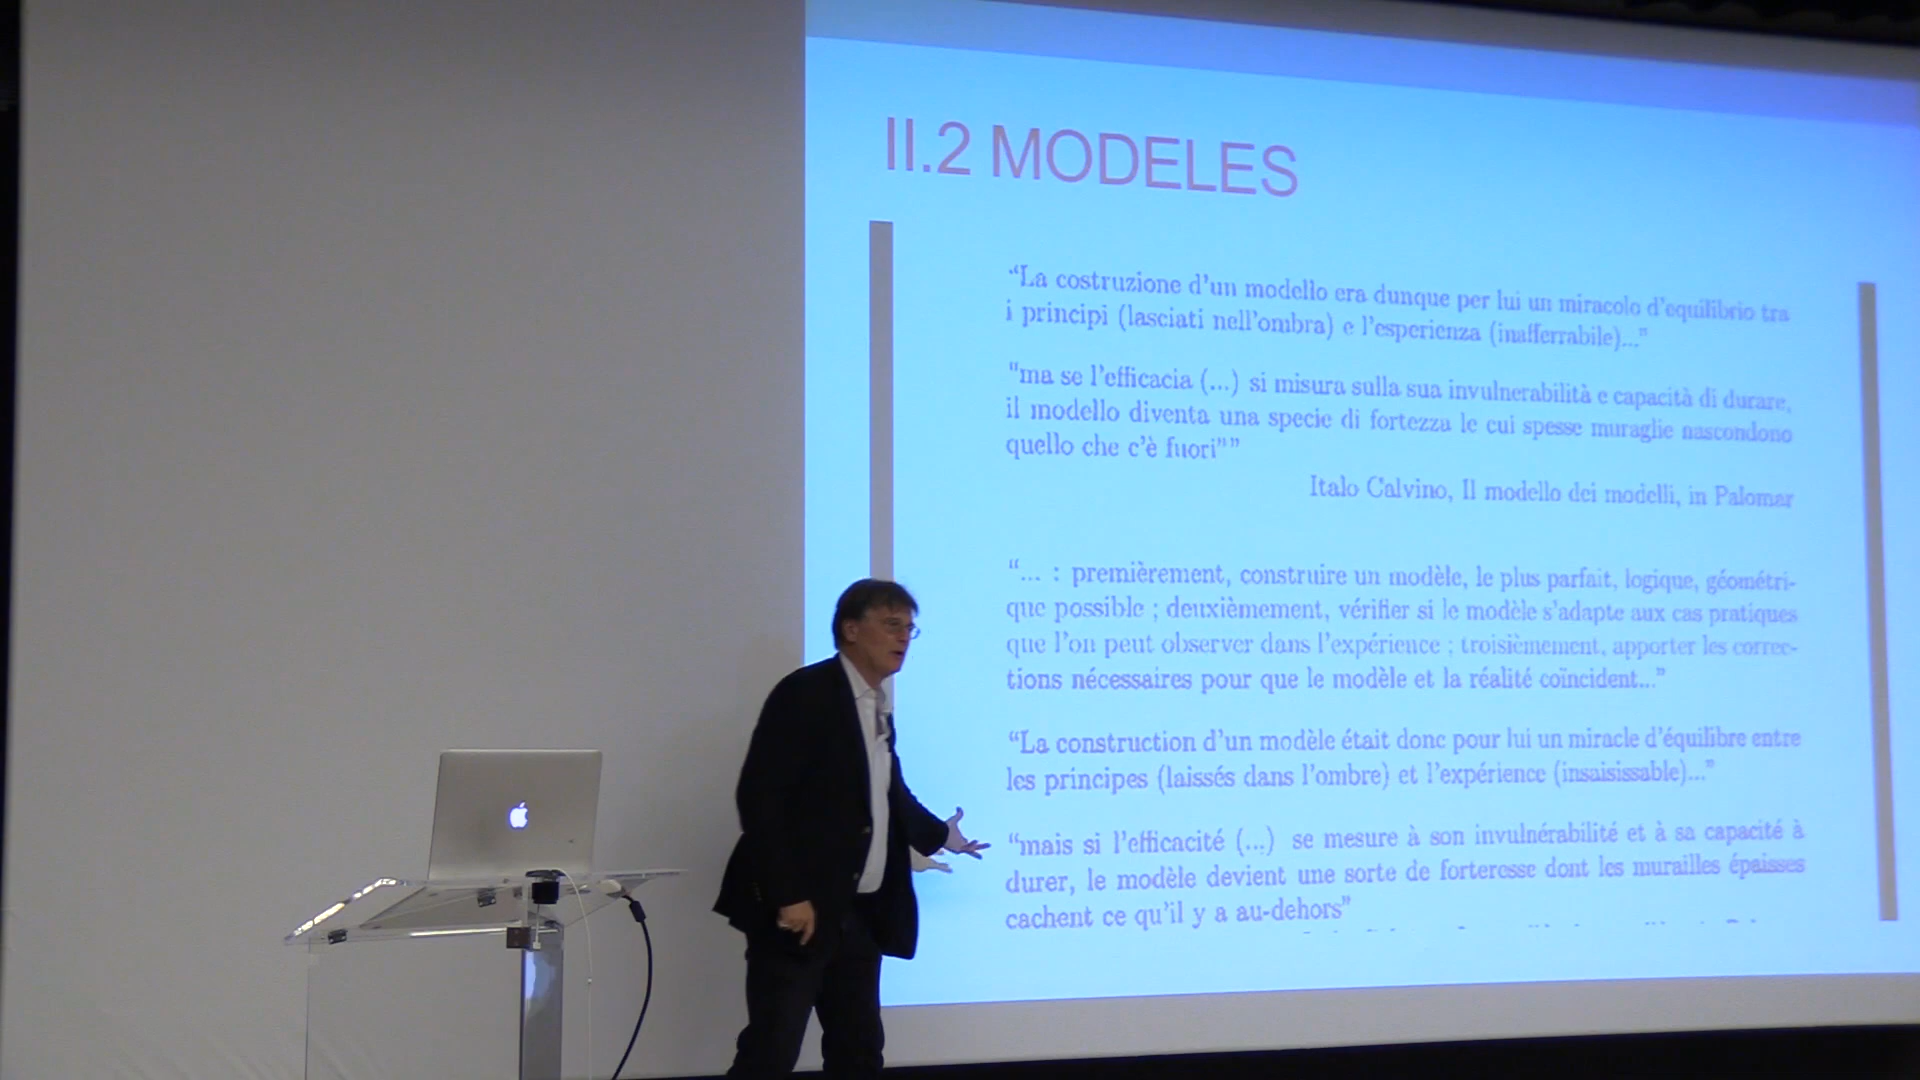 II.2 MODELES
“La costruzione d’un modello era dunque per lui un miracolo d’equilibrio tra
i principi (lasciati nell’ombra) e l’esperienza (inafferrabile)...”
"ma se l’efficacia (...) si misura sulla sua invulnerabilità e capacità di durare,
il modello diventa una specie di fortezza le cui spesse muraglie nascondono
quello che c’è fuori”"
Italo Calvino, Il modello dei modelli, in Palomar
“... : premièrement, construire un modèle, le plus parfait, logique, géométri-
que possible ; deuxièmement, vérifier si le modèle s’adapte aux cas pratiques
que l’on peut observer dans l’expérience ; troisièmement, apporter les correc-
tions nécessaires pour que le modèle et la réalité coïncident...”
“La construction d’un modèle était donc pour lui un miracle d’équilibre entre
les principes (laissés dans l’ombre) et l’expérience (insaisissable)...”
“mais si l’efficacité (...) se mesure à son invulnérabilité et à sa capacité à
durer, le modèle devient une sorte de forteresse dont les murailles épaisses
cachent ce qu’il y a au-dehors”